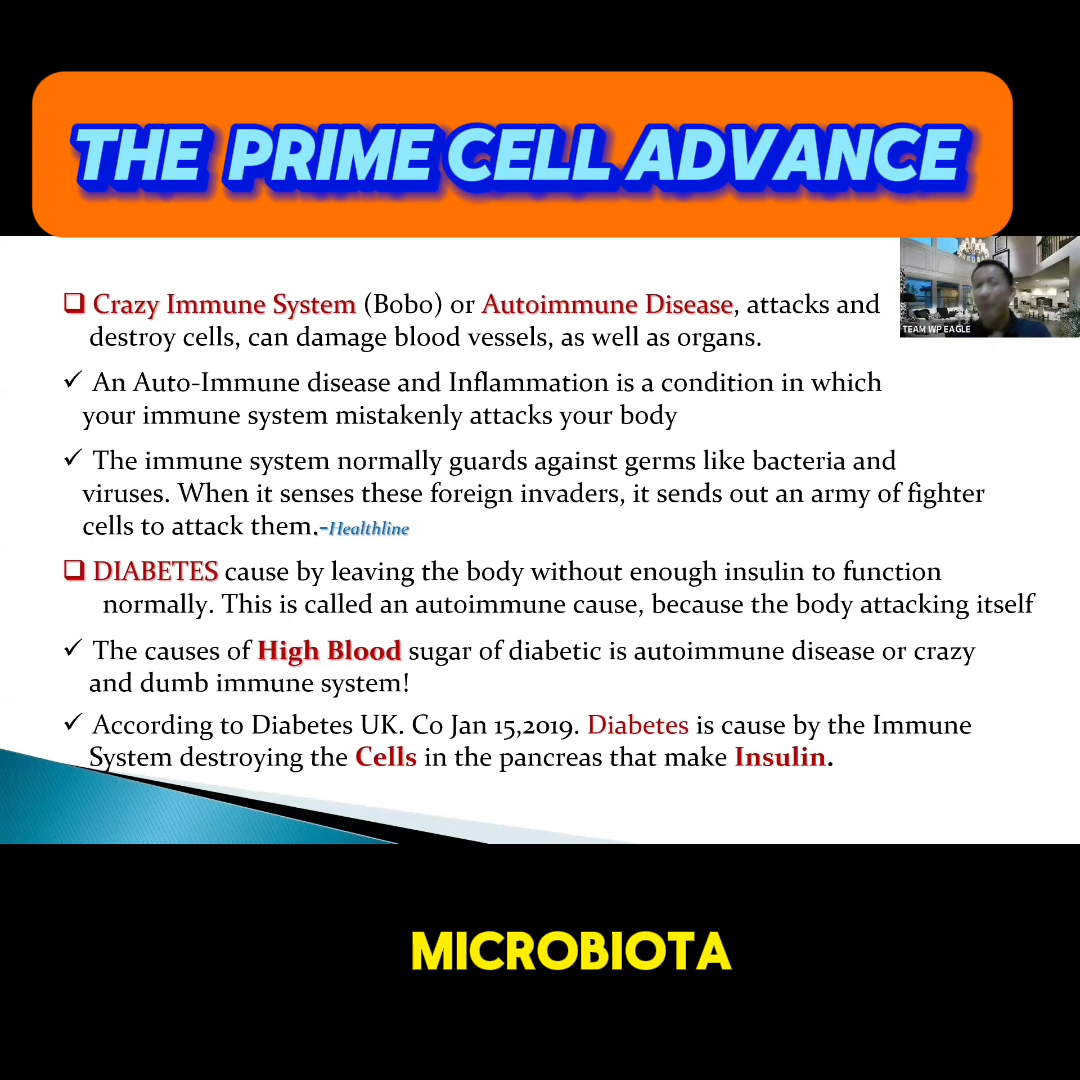 THE PRIME CELL ADVANCE
TEAM WP EAGLE
❑ Crazy Immune System (Bobo) or Autoimmune Disease, attacks and
destroy cells, can damage blood vessels, as well as organs.
✓ An Auto-Immune disease and Inflammation is a condition in which
your immune system mistakenly attacks your body
✓ The immune system normally guards against germs like bacteria and
viruses. When it senses these foreign invaders, it sends out an army of fighter
cells to attack them.-Healthline
❑ DIABETES cause by leaving the body without enough insulin to function
normally. This is called an autoimmune cause, because the body attacking itself
✓ The causes of High Blood sugar of diabetic is autoimmune disease or crazy
and dumb immune system!
✓ According to Diabetes UK. Co Jan 15,2019. Diabetes is cause by the Immune
System destroying the Cells in the pancreas that make Insulin.
MICROBIOTA